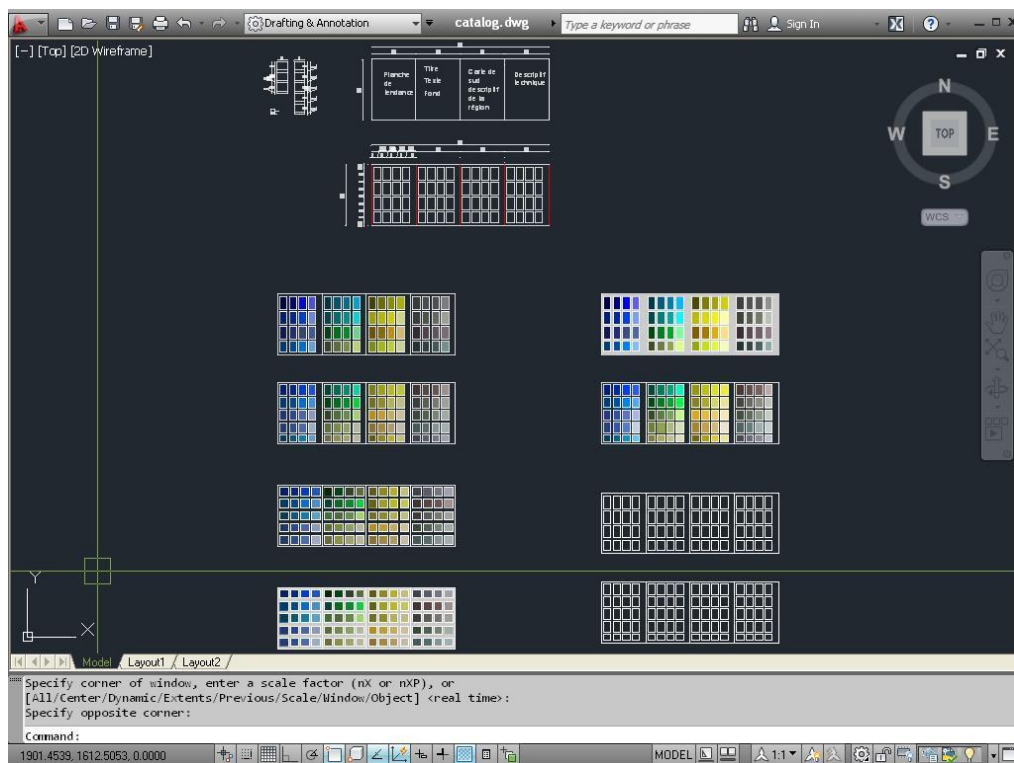 Drafting & Annotation
catalog.dwg
Type a keyword or phrase
Sign In
[−] [Top] [2D Wireframe]
N
W
TOP
E
S
WCS
Planche
de
tendance
Titre
Texte
Fond
Carte de
sud
descriptif
de la
région
Descriptif
technique
Y
X
Model
Layout1
Layout2
Specify corner of window, enter a scale factor (nX or nXP), or
[All/Center/Dynamic/Extents/Previous/Scale/Window/Object] <real time>:
Specify opposite corner:
Command:
1901.4539, 1612.5053, 0.0000
MODEL
1:1